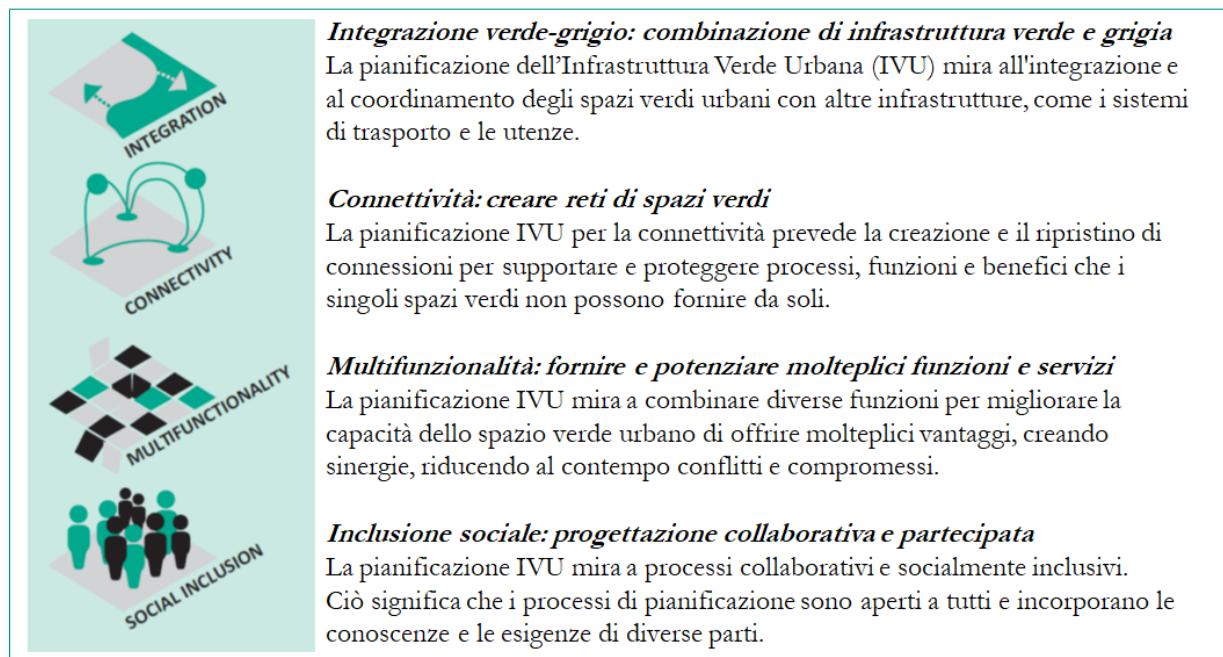 INTEGRATION
Integrazione verde-grigio: combinazione di infrastruttura verde e grigia
La pianificazione dell’Infrastruttura Verde Urbana (IVU) mira all'integrazione e
al coordinamento degli spazi verdi urbani con altre infrastrutture, come i sistemi
di trasporto e le utenze.
CONNECTIVITY
Connettività: creare reti di spazi verdi
La pianificazione IVU per la connettività prevede la creazione e il ripristino di
connessioni per supportare e proteggere processi, funzioni e benefici che i
singoli spazi verdi non possono fornire da soli.
MULTIFUNCTIONALITY
Multifunzionalità: fornire e potenziare molteplici funzioni e servizi
La pianificazione IVU mira a combinare diverse funzioni per migliorare la
capacità dello spazio verde urbano di offrire molteplici vantaggi, creando
sinergie, riducendo al contempo conflitti e compromessi.
SOCIAL INCLUSION
Inclusione sociale: progettazione collaborativa e partecipata
La pianificazione IVU mira a processi collaborativi e socialmente inclusivi.
Ciò significa che i processi di pianificazione sono aperti a tutti e incorporano le
conoscenze e le esigenze di diverse parti.